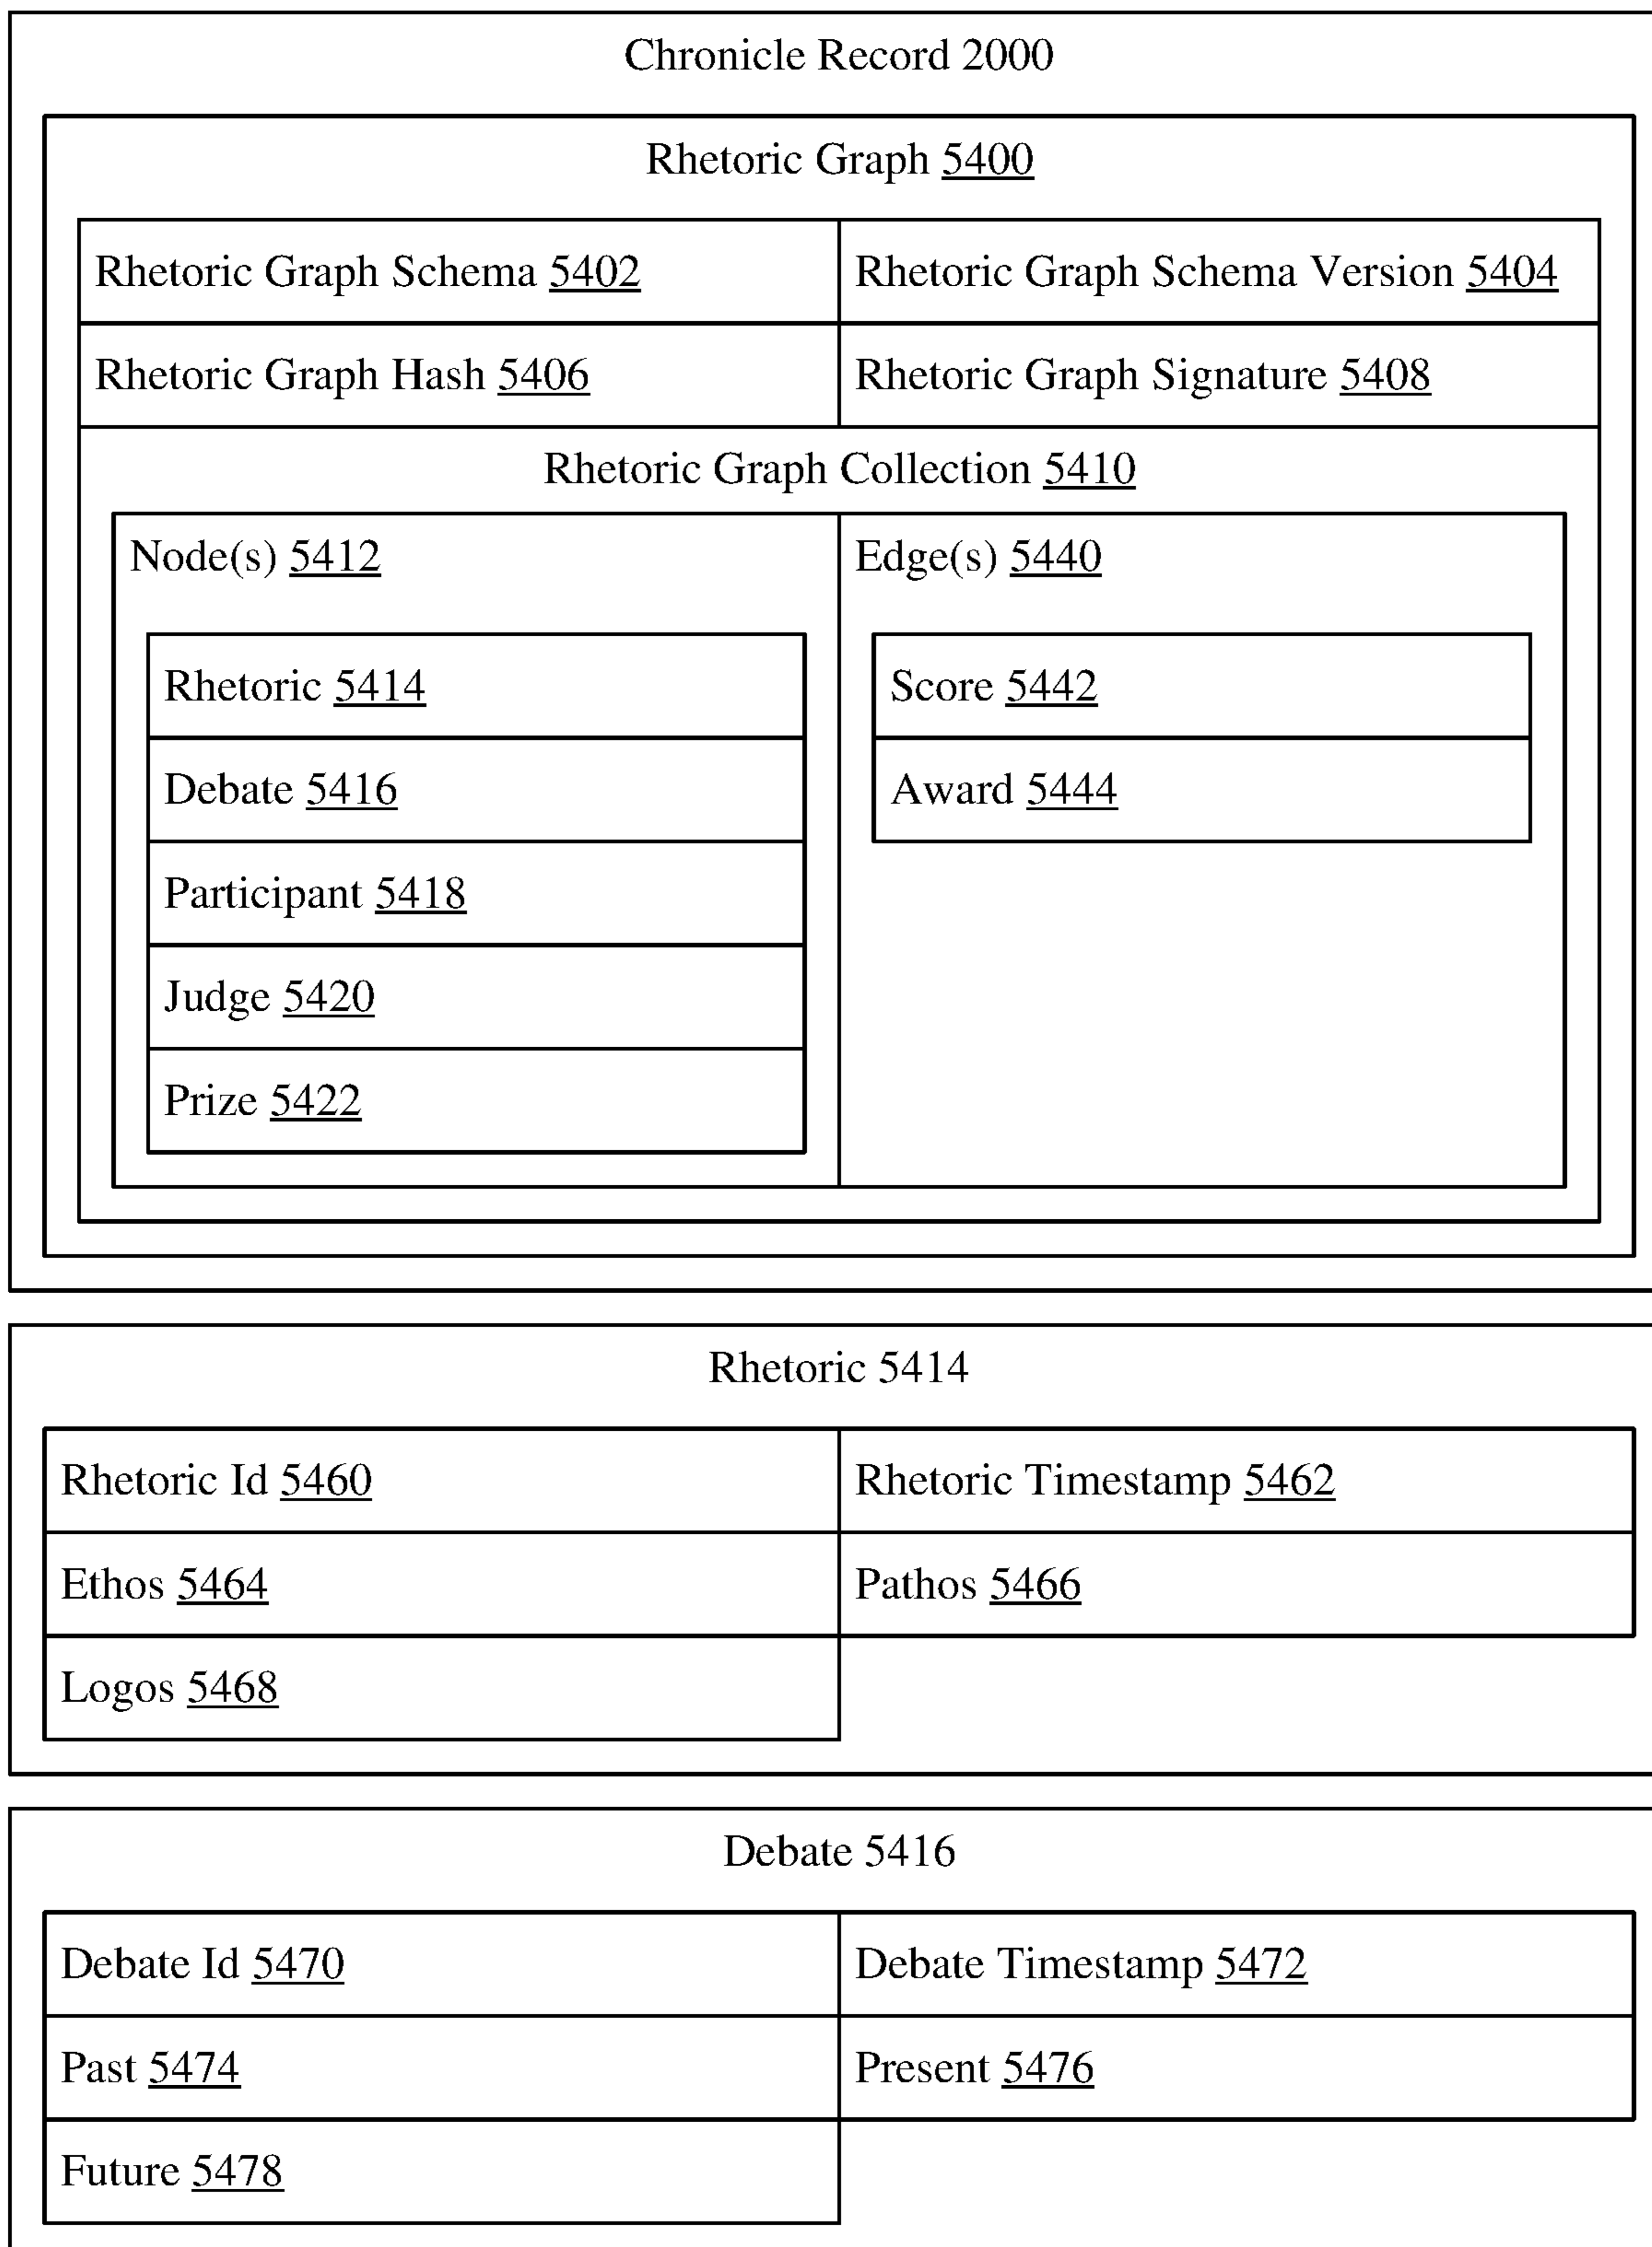 Chronicle Record 2000
Rhetoric Graph 5400
Rhetoric Graph Schema 5402
Rhetoric Graph Schema Version 5404
Rhetoric Graph Hash 5406
Rhetoric Graph Signature 5408
Rhetoric Graph Collection 5410
Node(s) 5412
Rhetoric 5414
Debate 5416
Participant 5418
Judge 5420
Prize 5422
Edge(s) 5440
Score 5442
Award 5444
Rhetoric 5414
Rhetoric Id 5460
Rhetoric Timestamp 5462
Ethos 5464
Pathos 5466
Logos 5468
Debate 5416
Debate Id 5470
Debate Timestamp 5472
Past 5474
Present 5476
Future 5478